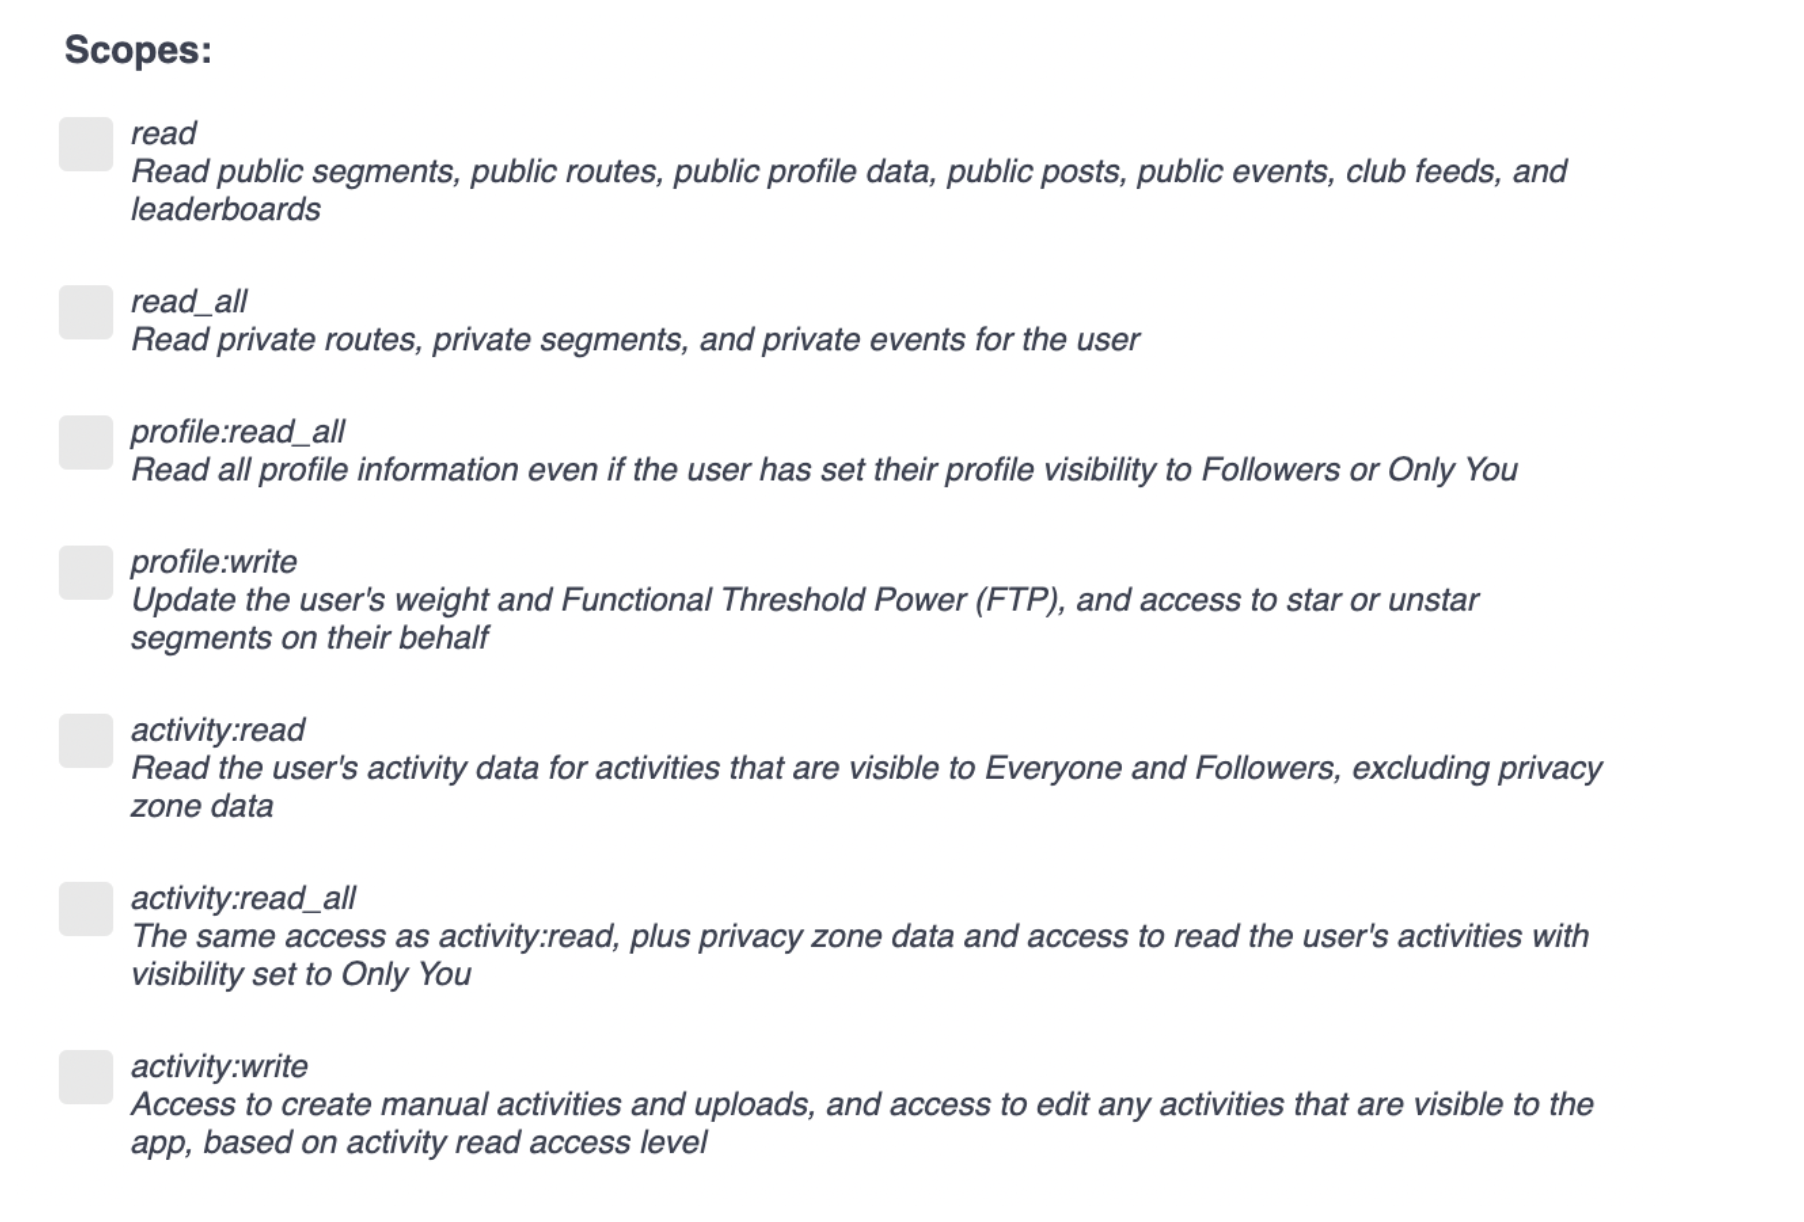 Scopes:
read
Read public segments, public routes, public profile data, public posts, public events, club feeds, and
leaderboards
read_all
Read private routes, private segments, and private events for the user
profile:read_all
Read all profile information even if the user has set their profile visibility to Followers or Only You
profile:write
Update the user's weight and Functional Threshold Power (FTP), and access to star or unstar
segments on their behalf
activity:read
Read the user's activity data for activities that are visible to Everyone and Followers, excluding privacy
zone data
activity:read_all
The same access as activity:read, plus privacy zone data and access to read the user's activities with
visibility set to Only You
activity:write
Access to create manual activities and uploads, and access to edit any activities that are visible to the
app, based on activity read access level